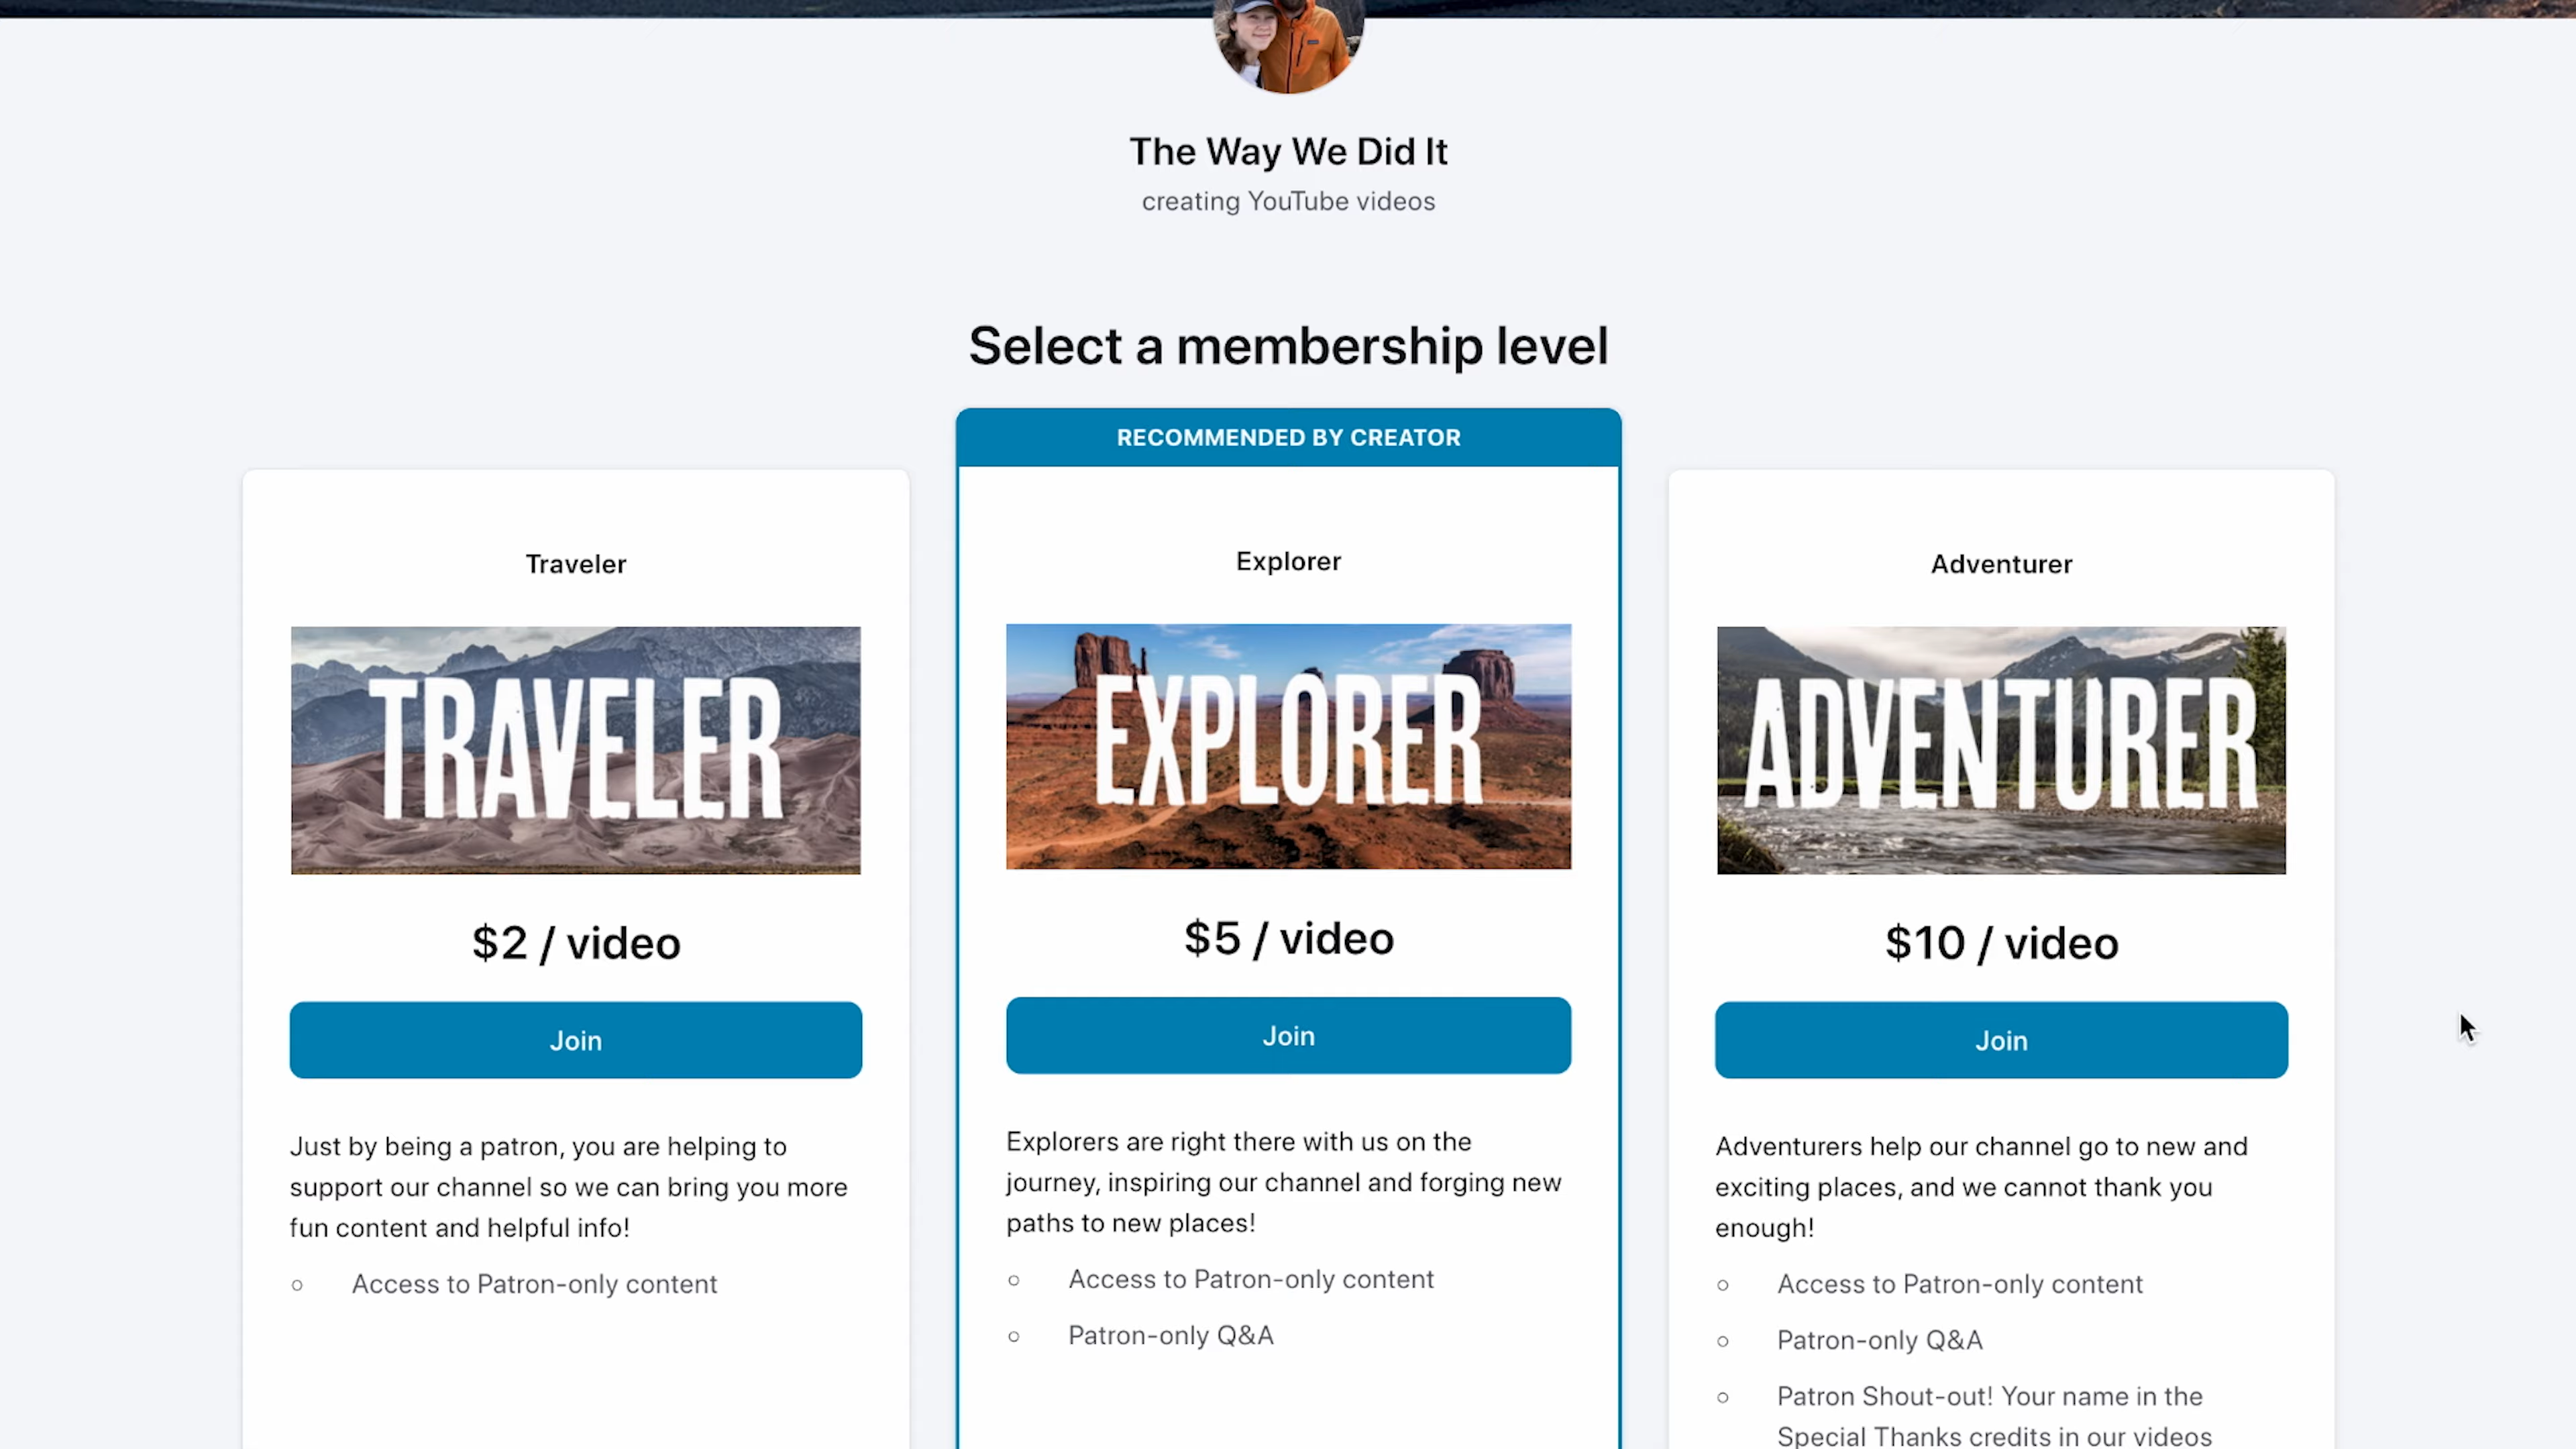 The Way We Did It
creating YouTube videos
Select a membership level
RECOMMENDED BY CREATOR
Traveler
TRAVELER
$2 / video
Join
Just by being a patron, you are helping to
support our channel so we can bring you more
fun content and helpful info!
Access to Patron-only content
Explorer
EXPLORER
$5 / video
Join
Explorers are right there with us on the
journey, inspiring our channel and forging new
paths to new places!
Access to Patron-only content
Patron-only Q&A
Adventurer
ADVENTURER
$10 / video
Join
Adventurers help our channel go to new and
exciting places, and we cannot thank you
enough!
Access to Patron-only content
Patron-only Q&A
Patron Shout-out! Your name in the
Special Thanks credits in our videos